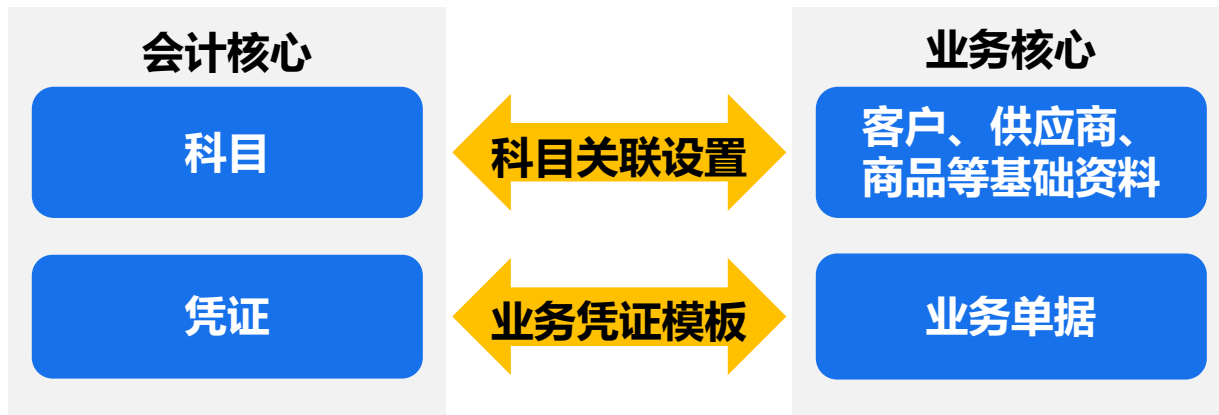 会计核心
业务核心
科目
科目关联设置
客户、供应商、
商品等基础资料
凭证
业务凭证模板
业务单据